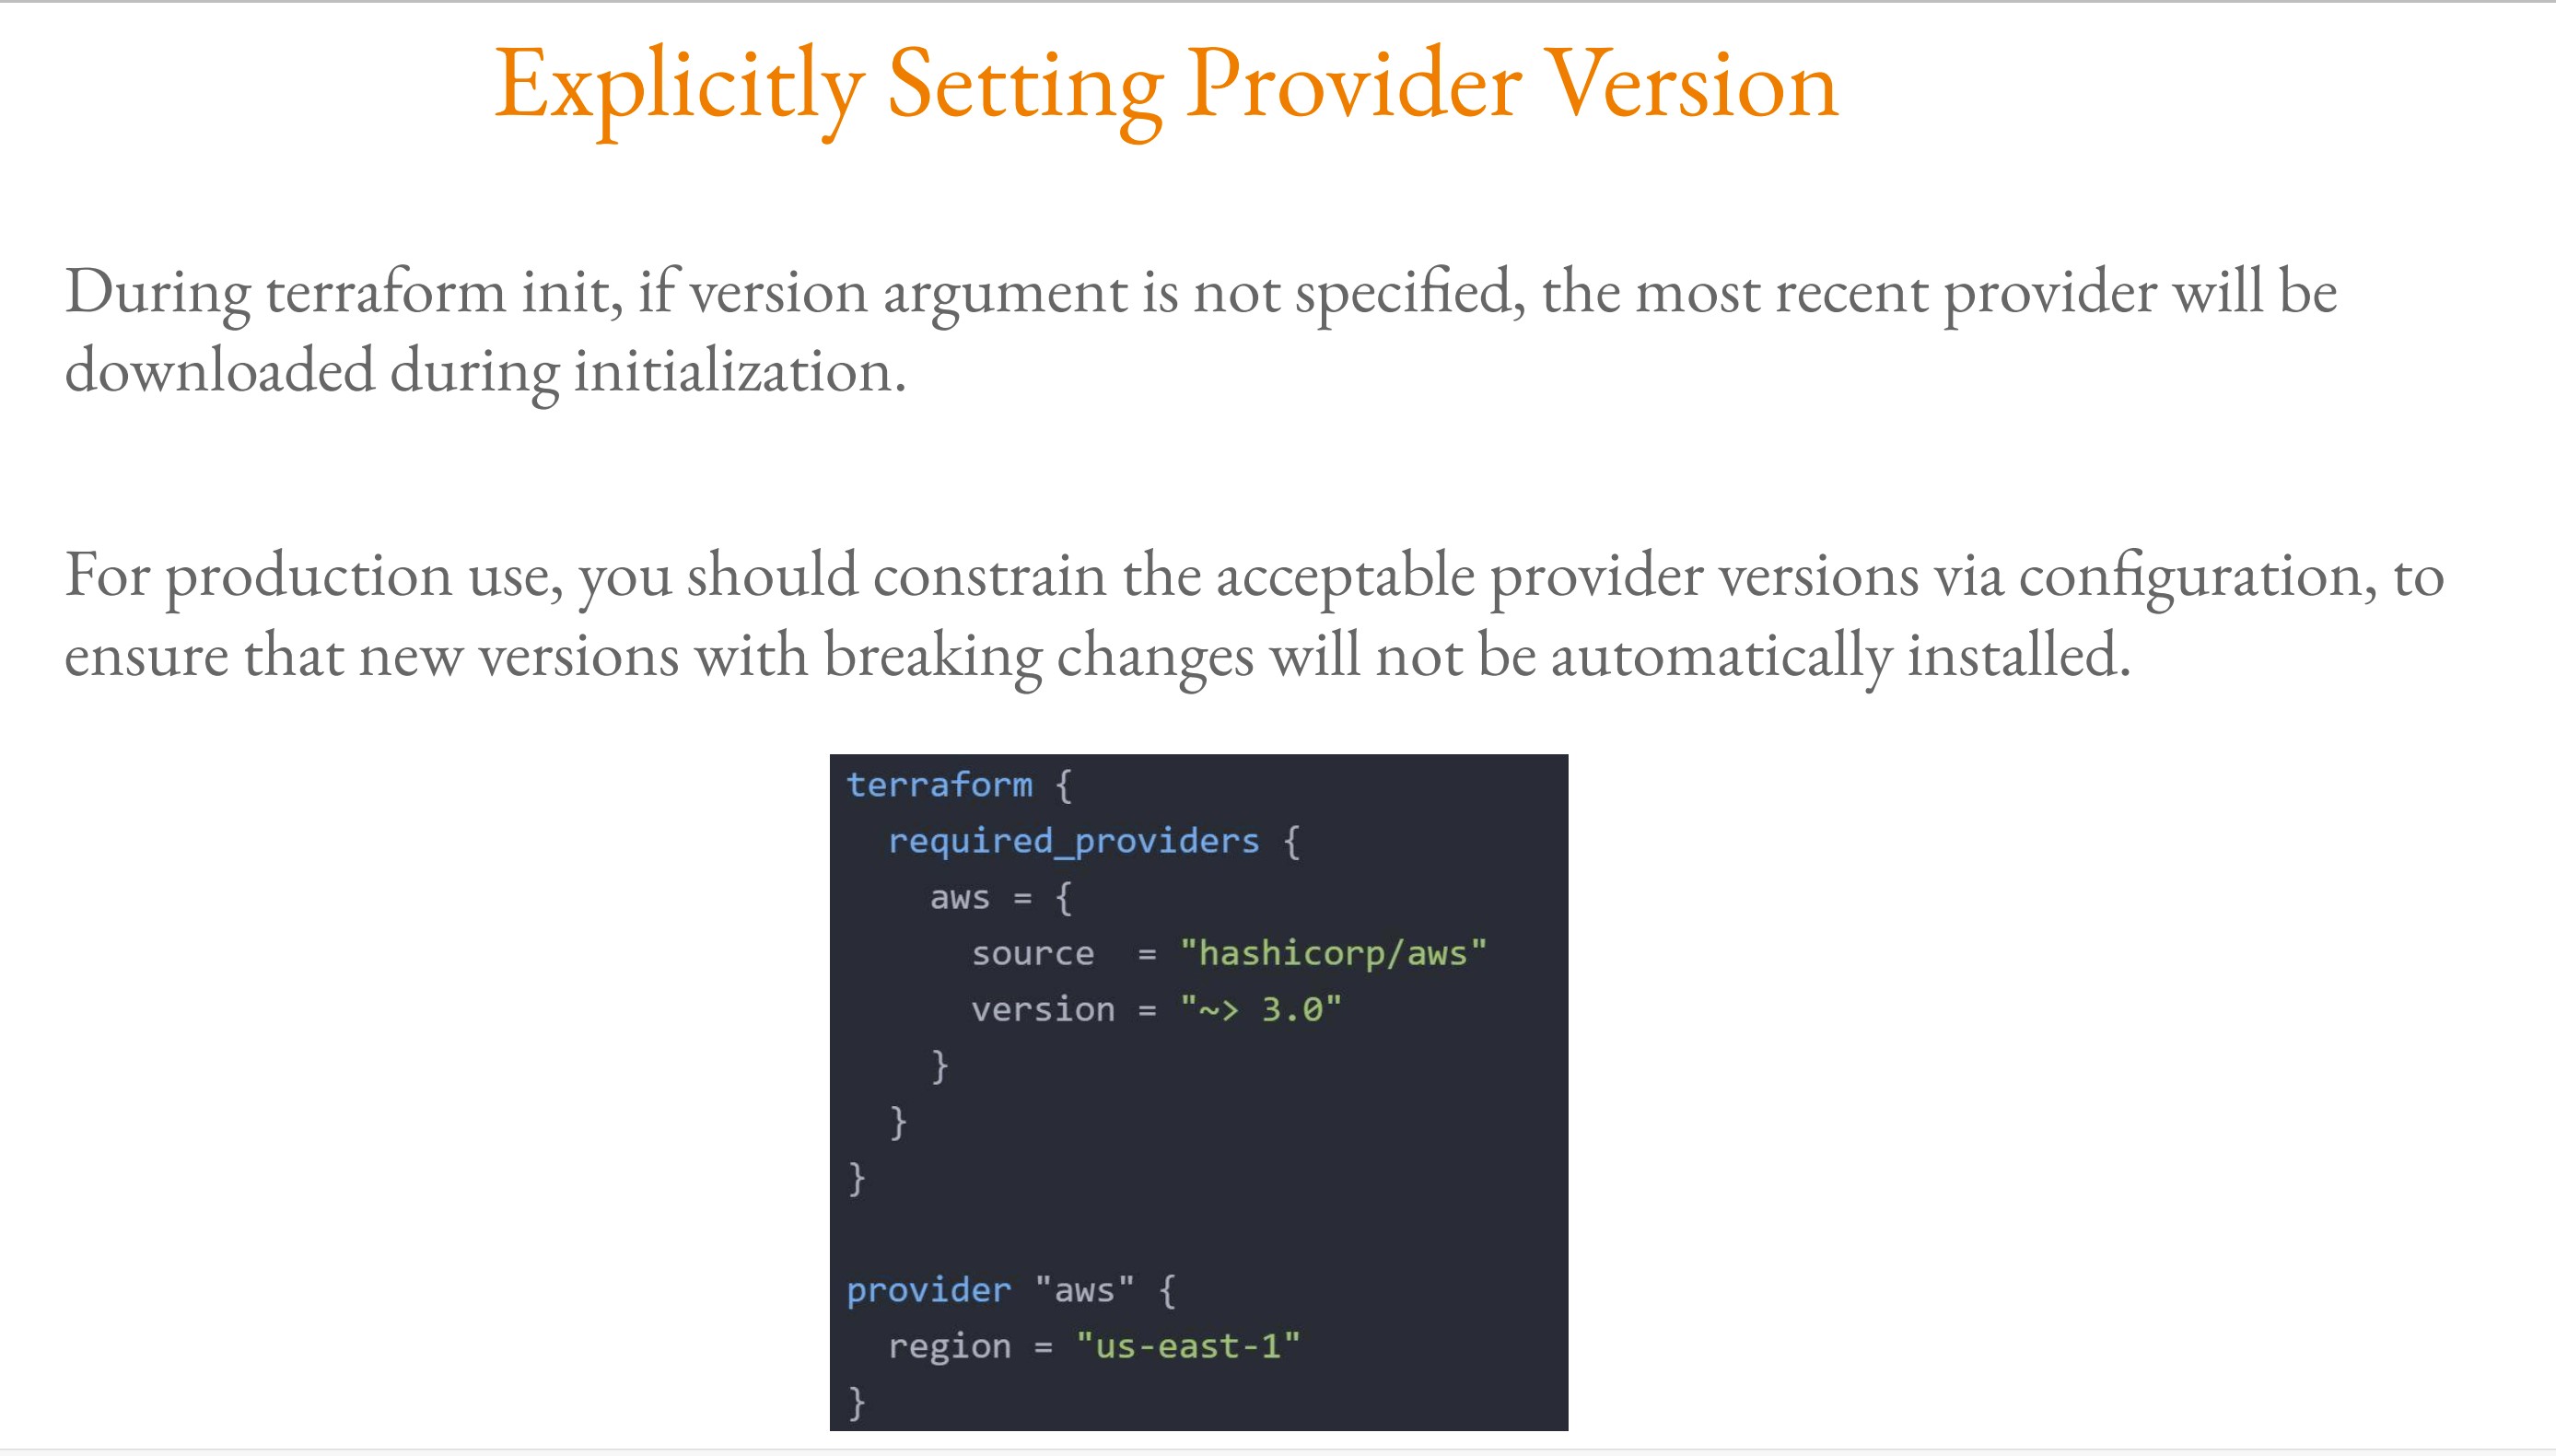 Explicitly Setting Provider Version
During terraform init, if version argument is not specified, the most recent provider will be
downloaded during initialization.
For production use, you should constrain the acceptable provider versions via configuration, to
ensure that new versions with breaking changes will not be automatically installed.
terraform {
  required_providers {
    aws = {
      source  = "hashicorp/aws"
      version = "~> 3.0"
    }
  }
}
provider "aws" {
  region = "us-east-1"
}